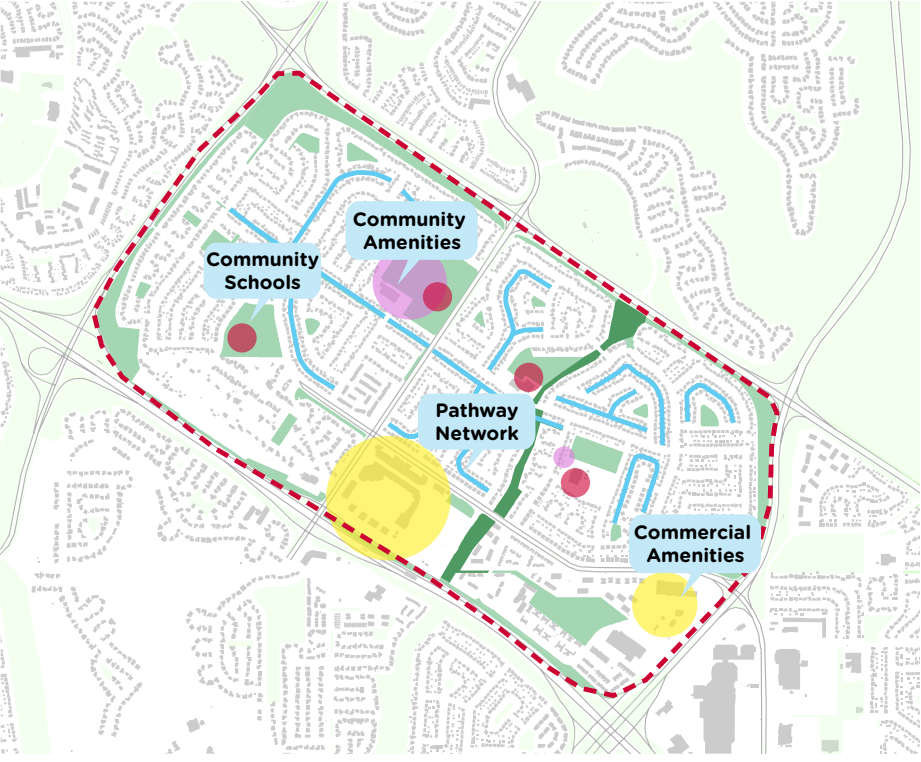 Community
Amenities
Community
Schools
Pathway
Network
Commercial
Amenities